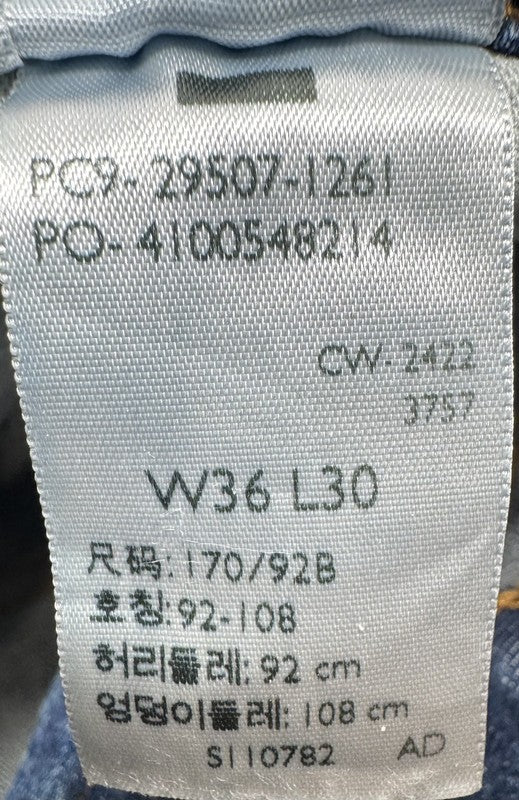 PC9-29507-1261
PO-4100548214
CW-2422
3757
W36 L30
尺码:170/92B
호칭:92-108
허리둘레:92 cm
엉덩이둘레:108 cm
S110782 AD